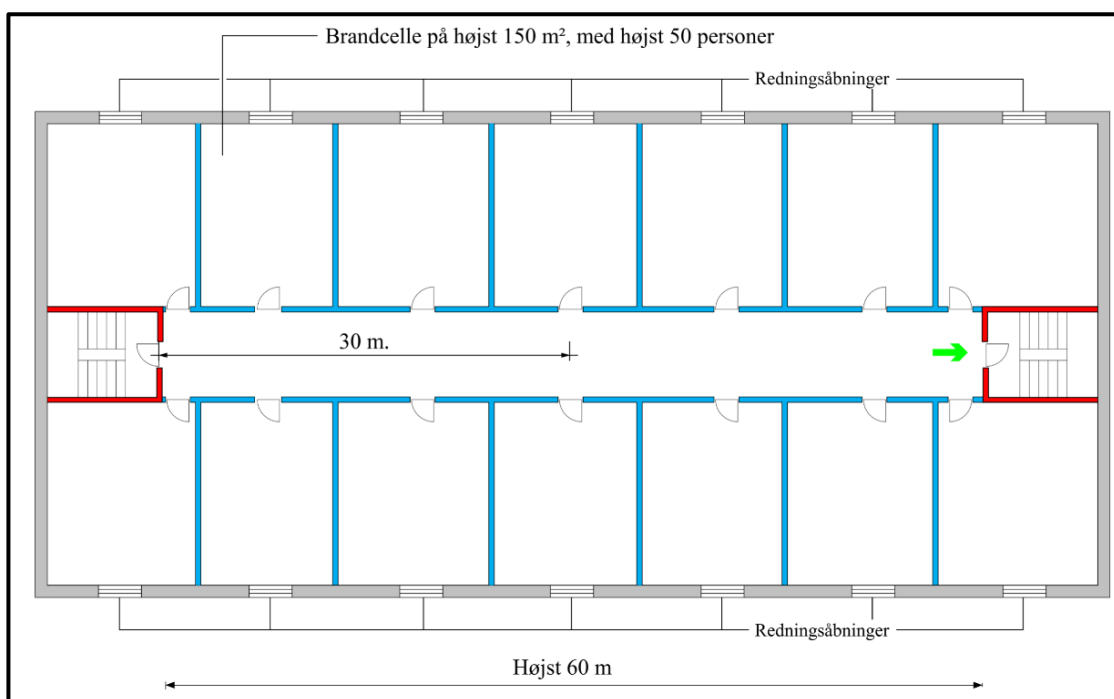 Brandcelle på højst 150 m², med højst 50 personer
Redningsåbninger
30 m.
Redningsåbninger
Højst 60 m